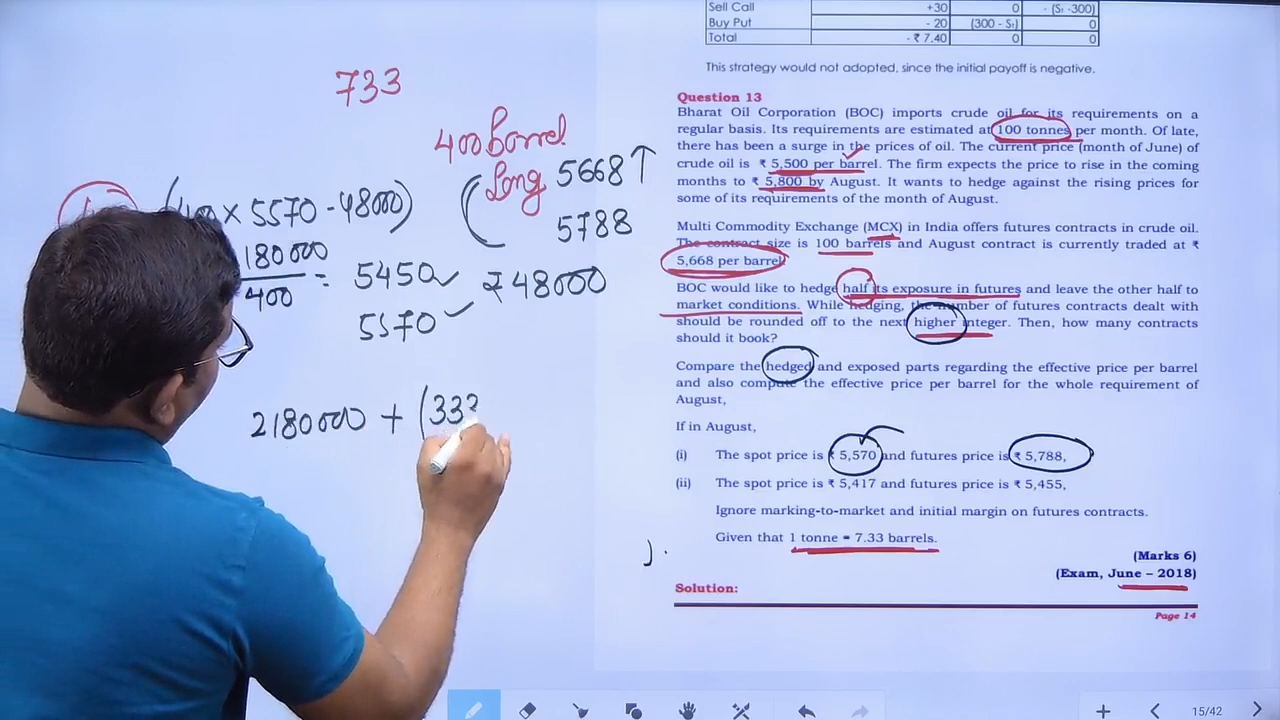 733
400 Barrel
Long 5668↑
5788
× 5570 - 48000)
2180000
400
= 5450
₹48000
5570
2180000 + (333
Sell Call +30 0 - (S₁ -300)
Buy Put - 20 (300 - S₁) 0
Total - ₹ 7.40 0 0
This strategy would not adopted, since the initial payoff is negative.
Question 13
Bharat Oil Corporation (BOC) imports crude oil for its requirements on a
regular basis. Its requirements are estimated at 100 tonnes per month. Of late,
there has been a surge in the prices of oil. The current price (month of June) of
crude oil is ₹ 5,500 per barrel. The firm expects the price to rise in the coming
months to ₹ 5,800 by August. It wants to hedge against the rising prices for
some of its requirements of the month of August.
Multi Commodity Exchange (MCX) in India offers futures contracts in crude oil.
The contract size is 100 barrels and August contract is currently traded at ₹
5,668 per barrel
BOC would like to hedge half its exposure in futures and leave the other half to
market conditions. While hedging, the number of futures contracts dealt with
should be rounded off to the next higher integer. Then, how many contracts
should it book?
Compare the hedged and exposed parts regarding the effective price per barrel
and also compute the effective price per barrel for the whole requirement of
August,
If in August,
(i) The spot price is ₹ 5,570 and futures price is ₹ 5,788,
(ii) The spot price is ₹ 5,417 and futures price is ₹ 5,455,
Ignore marking-to-market and initial margin on futures contracts.
Given that 1 tonne = 7.33 barrels.
(Marks 6)
(Exam, June – 2018)
Solution:
Page 14
15/42